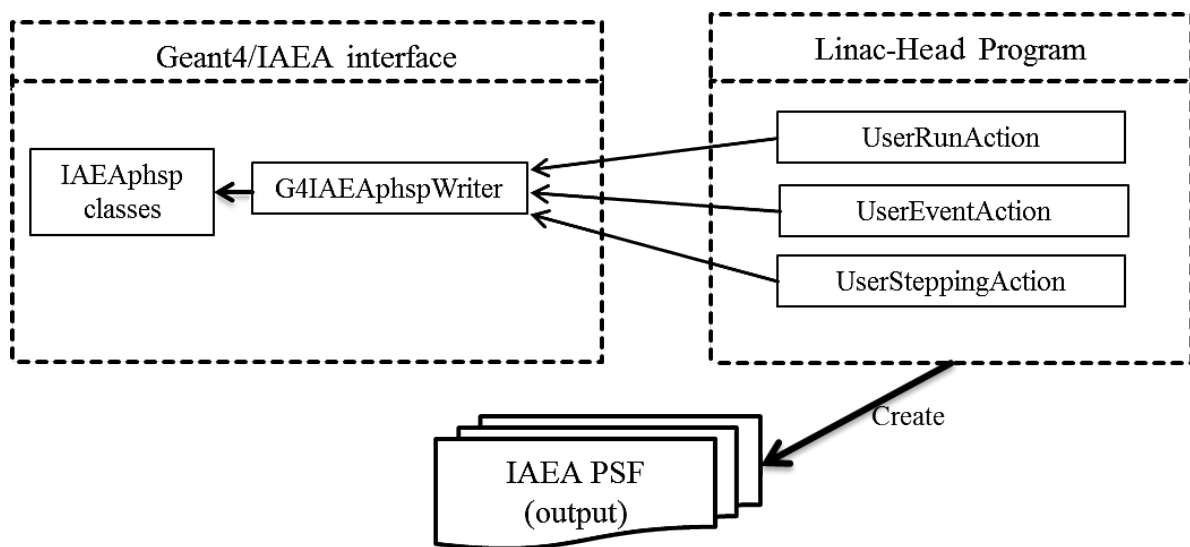 Geant4/IAEA interface
IAEAphsp
classes
G4IAEAphspWriter
Linac-Head Program
UserRunAction
UserEventAction
UserSteppingAction
Create
IAEA PSF
(output)